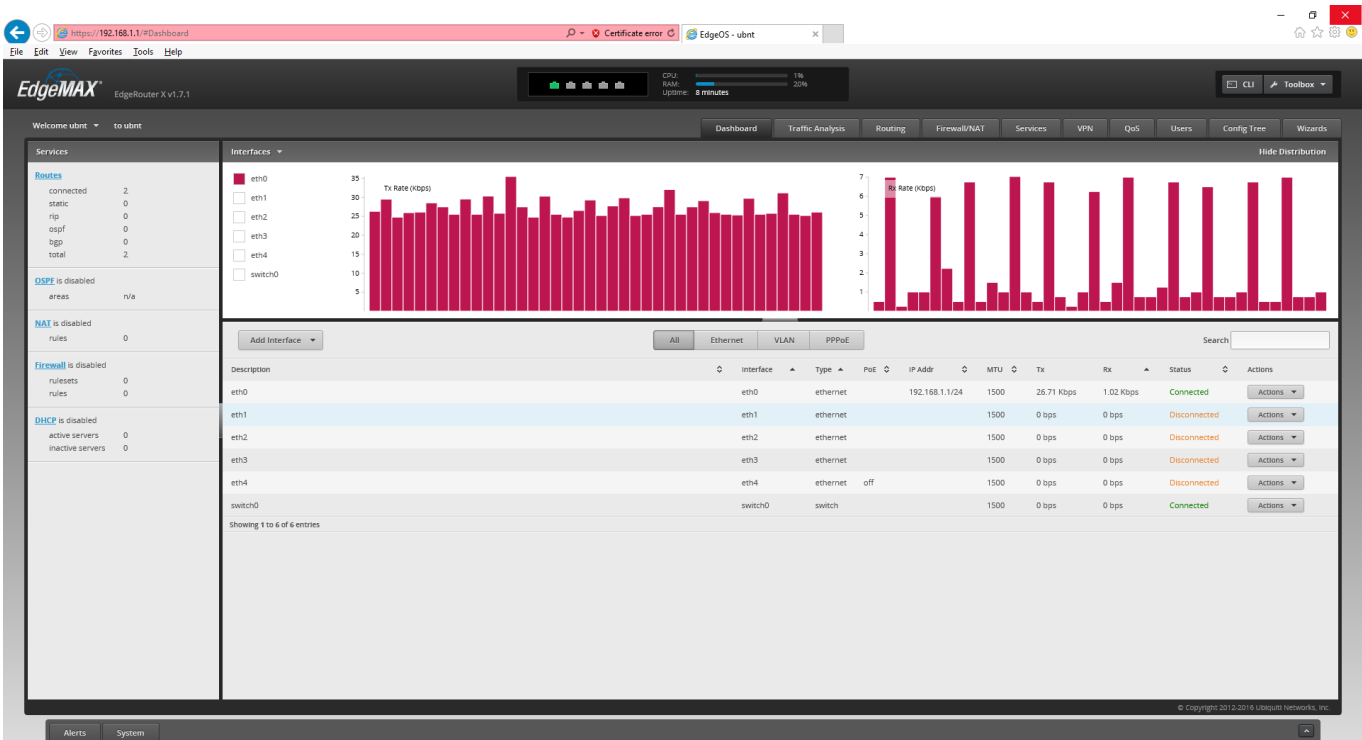 https://192.168.1.1/#Dashboard Certificate error EdgeOS - ubnt
File Edit View Favorites Tools Help
EdgeMAX® EdgeRouter X v1.7.1
CPU: 1%
RAM: 20%
Uptime: 8 minutes
CLI Toolbox
Welcome ubnt to ubnt
Dashboard Traffic Analysis Routing Firewall/NAT Services VPN QoS Users Config Tree Wizards
Services
Routes
connected 2
static 0
rip 0
ospf 0
bgp 0
total 2
OSPF is disabled
areas n/a
NAT is disabled
rules 0
Firewall is disabled
rulesets 0
rules 0
DHCP is disabled
active servers 0
inactive servers 0
Interfaces Hide Distribution
eth0
eth1
eth2
eth3
eth4
switch0
Tx Rate (Kbps)
35
30
25
20
15
10
5
Rx Rate (Kbps)
7
6
5
4
3
2
1
Add Interface All Ethernet VLAN PPPoE Search
Description Interface Type PoE IP Addr MTU Tx Rx Status Actions
eth0 eth0 ethernet 192.168.1.1/24 1500 26.71 Kbps 1.02 Kbps Connected Actions
eth1 eth1 ethernet 1500 0 bps 0 bps Disconnected Actions
eth2 eth2 ethernet 1500 0 bps 0 bps Disconnected Actions
eth3 eth3 ethernet 1500 0 bps 0 bps Disconnected Actions
eth4 eth4 ethernet off 1500 0 bps 0 bps Disconnected Actions
switch0 switch0 switch 1500 0 bps 0 bps Connected Actions
Showing 1 to 6 of 6 entries
© Copyright 2012-2016 Ubiquiti Networks, Inc.
Alerts System